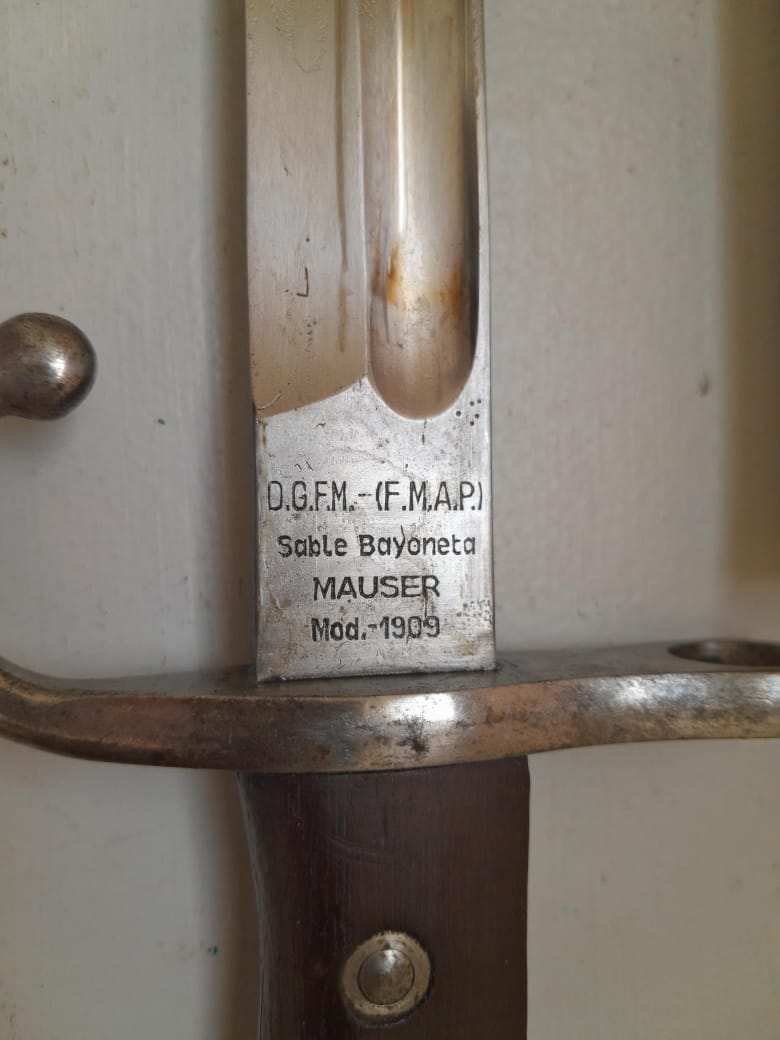 D.G.F.M.-(F.M.A.P.)
Sable Bayoneta
MAUSER
Mod.-1909